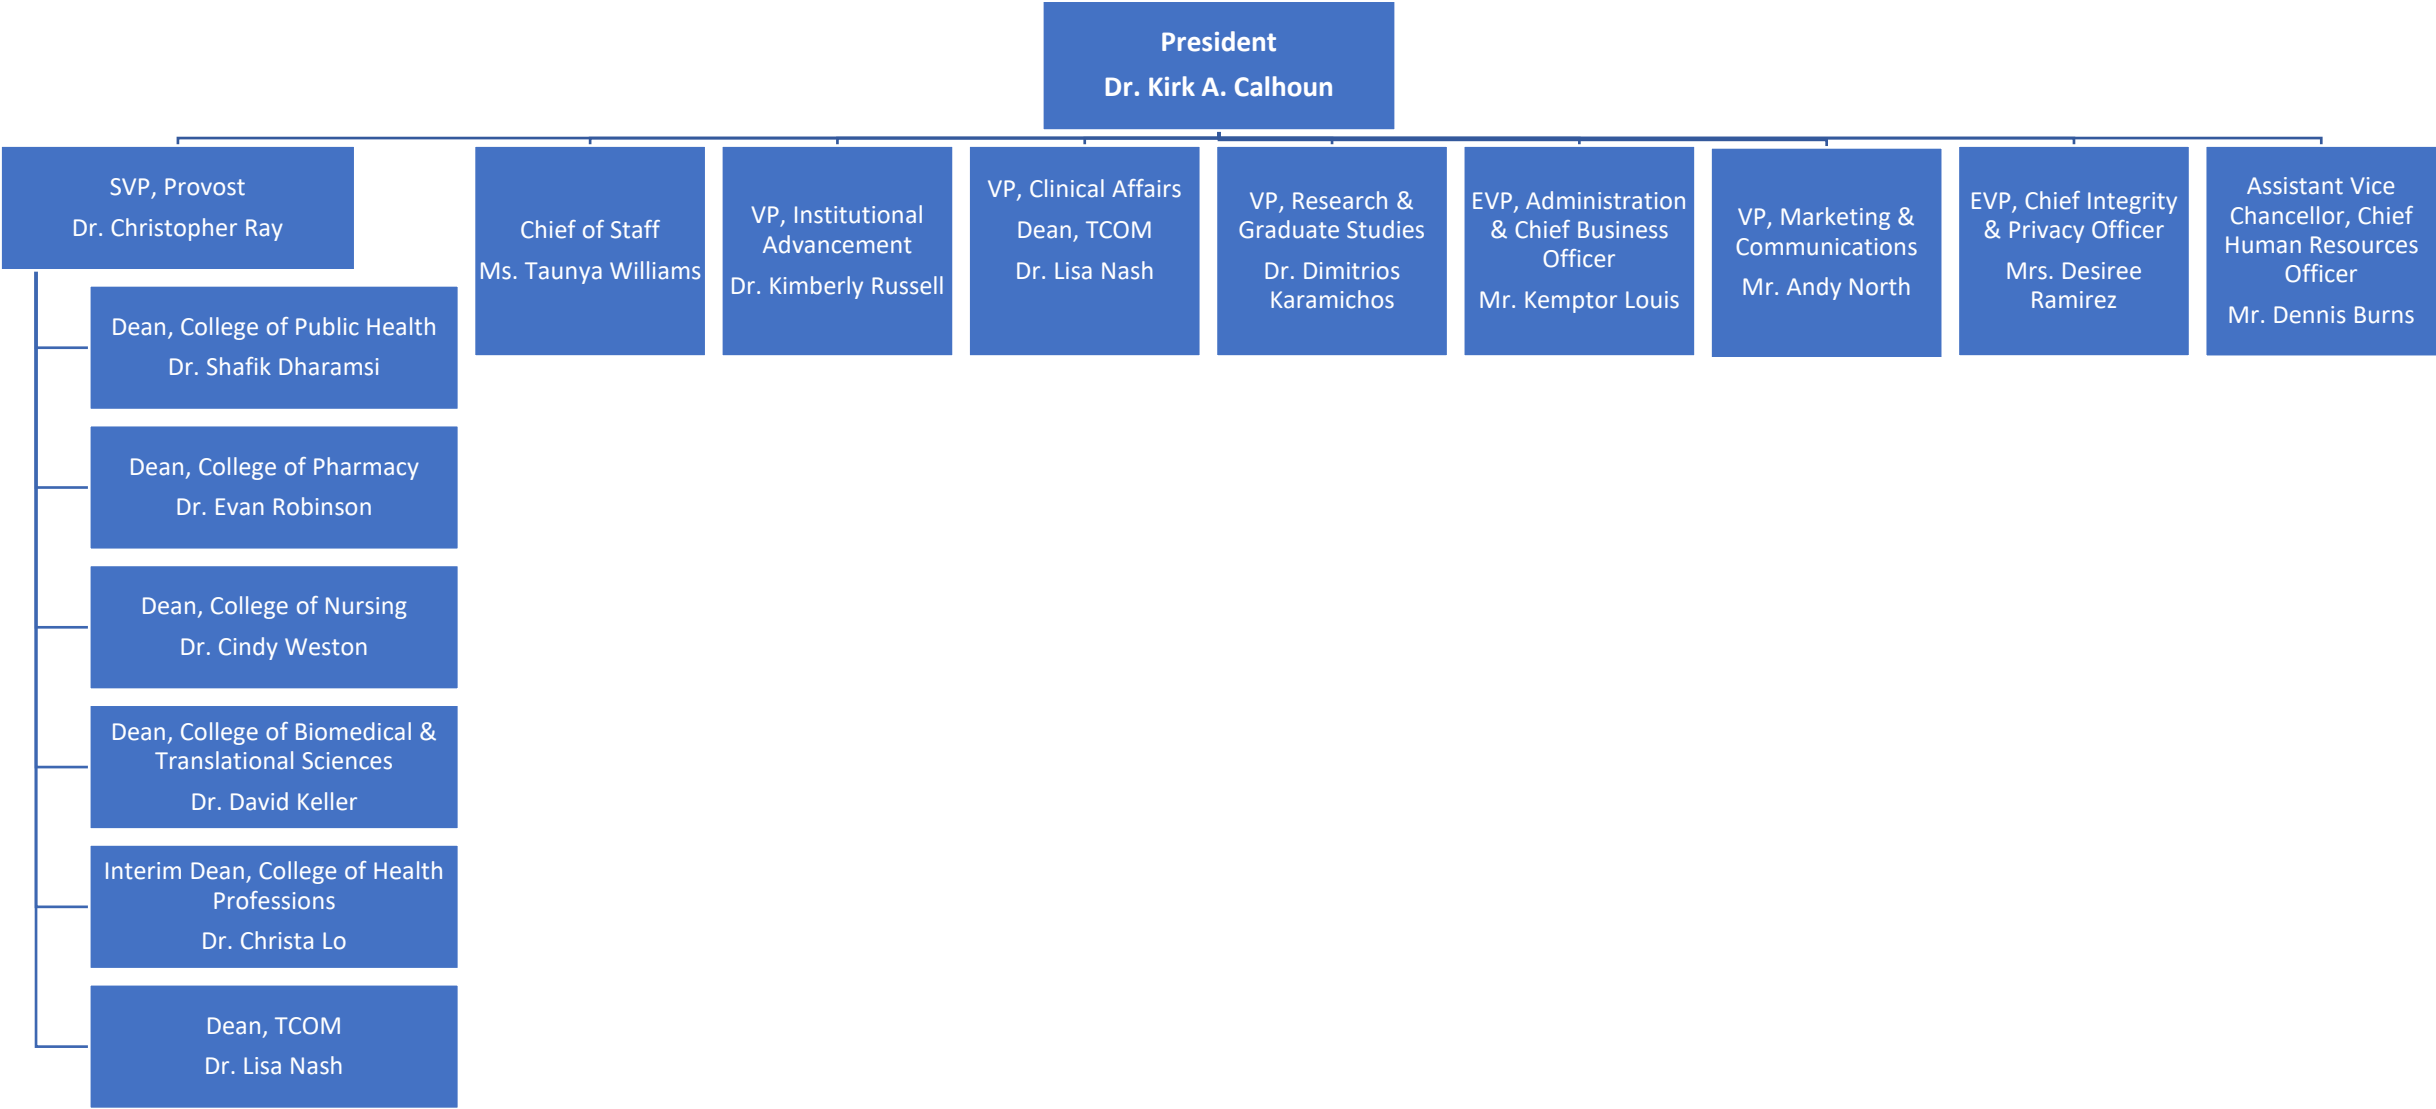 President
Dr. Kirk A. Calhoun
SVP, Provost
Dr. Christopher Ray
Chief of Staff
Ms. Taunya Williams
VP, Institutional
Advancement
Dr. Kimberly Russell
VP, Clinical Affairs
Dean, TCOM
Dr. Lisa Nash
VP, Research &
Graduate Studies
Dr. Dimitrios
Karamichos
EVP, Administration
& Chief Business
Officer
Mr. Kemptor Louis
VP, Marketing &
Communications
Mr. Andy North
EVP, Chief Integrity
& Privacy Officer
Mrs. Desiree
Ramirez
Assistant Vice
Chancellor, Chief
Human Resources
Officer
Mr. Dennis Burns
Dean, College of Public Health
Dr. Shafik Dharamsi
Dean, College of Pharmacy
Dr. Evan Robinson
Dean, College of Nursing
Dr. Cindy Weston
Dean, College of Biomedical &
Translational Sciences
Dr. David Keller
Interim Dean, College of Health
Professions
Dr. Christa Lo
Dean, TCOM
Dr. Lisa Nash